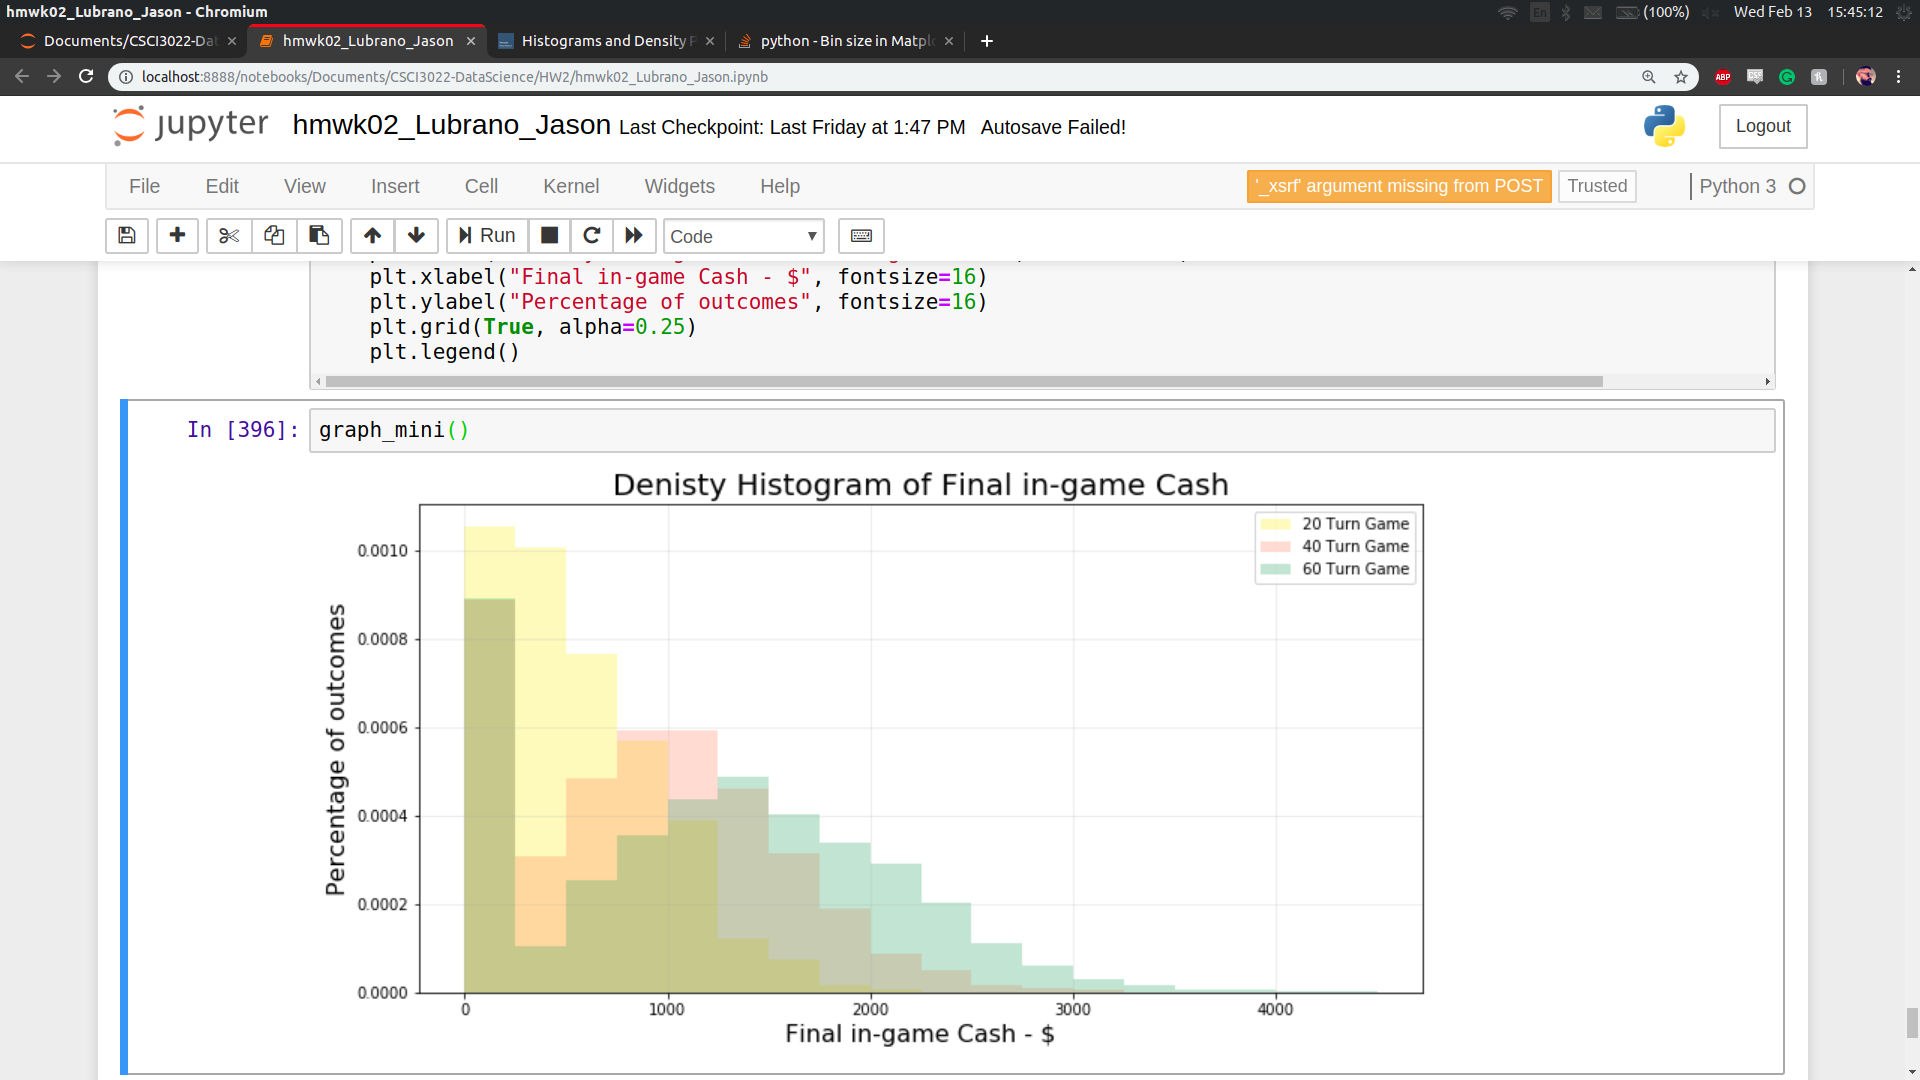 hmwk02_Lubrano_Jason - Chromium
En (100%) Wed Feb 13 15:45:12
Documents/CSCI3022-Da
hmwk02_Lubrano_Jason
Histograms and Density P
python - Bin size in Matpl
localhost:8888/notebooks/Documents/CSCI3022-DataScience/HW2/hmwk02_Lubrano_Jason.ipynb
ABP
jupyter hmwk02_Lubrano_Jason Last Checkpoint: Last Friday at 1:47 PM Autosave Failed!
Logout
File Edit View Insert Cell Kernel Widgets Help
'_xsrf' argument missing from POST
Trusted
Python 3
Run
Code
plt.xlabel("Final in-game Cash - $", fontsize=16)
plt.ylabel("Percentage of outcomes", fontsize=16)
plt.grid(True, alpha=0.25)
plt.legend()
In [396]: graph_mini()
Denisty Histogram of Final in-game Cash
20 Turn Game
40 Turn Game
60 Turn Game
Percentage of outcomes
0.0010
0.0008
0.0006
0.0004
0.0002
0.0000
0 1000 2000 3000 4000
Final in-game Cash - $